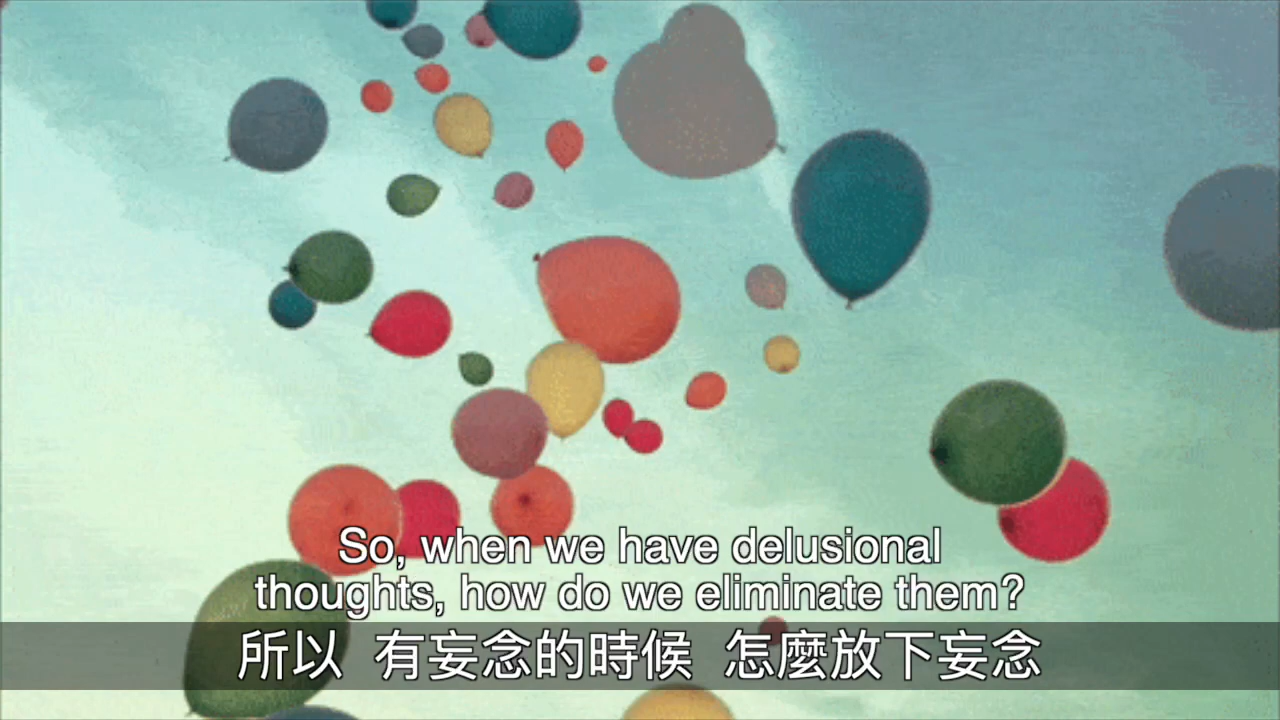 So, when we have delusional
thoughts, how do we eliminate them?
所以 有妄念的時候 怎麼放下妄念